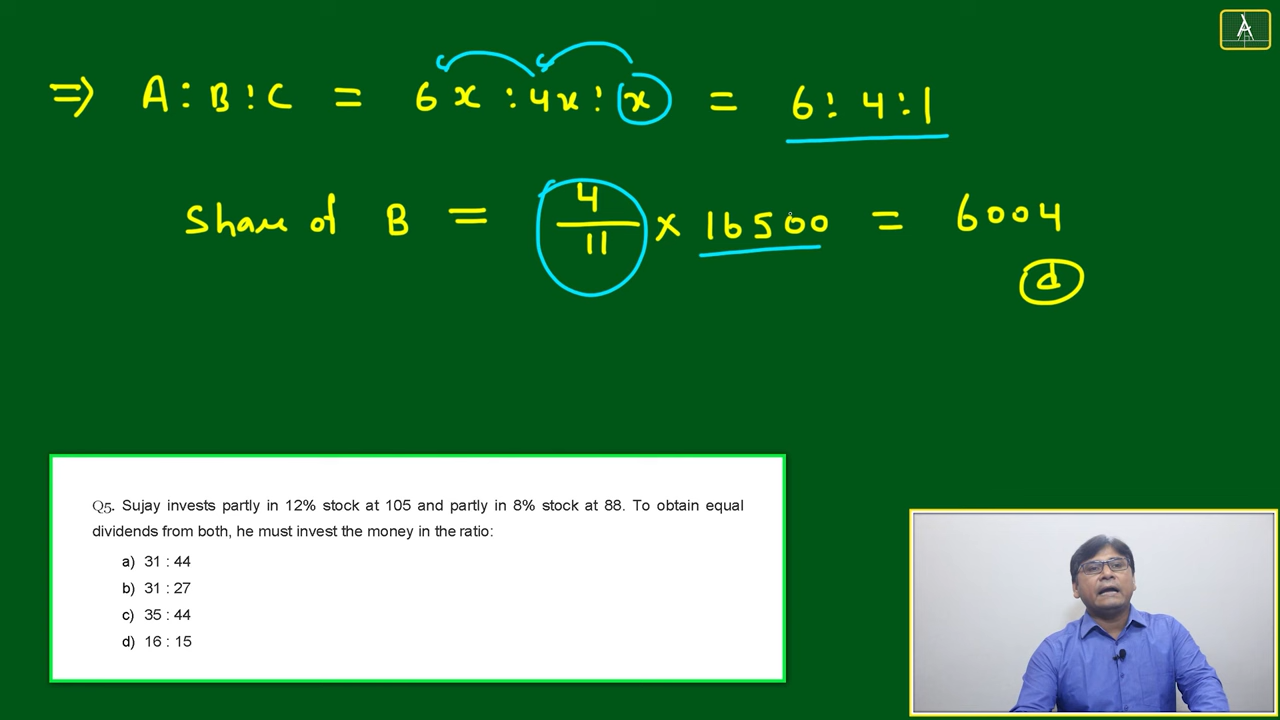 ⇒ A : B : C = 6x : 4x : x = 6 : 4 : 1
Share of B = 4/11 × 16500 = 6004
d
Q5. Sujay invests partly in 12% stock at 105 and partly in 8% stock at 88. To obtain equal
dividends from both, he must invest the money in the ratio:
a) 31 : 44
b) 31 : 27
c) 35 : 44
d) 16 : 15
A